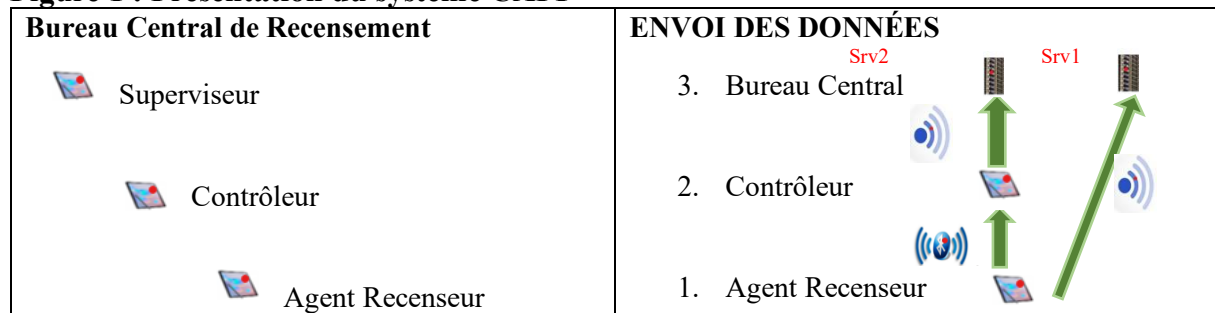 Bureau Central de Recensement
Superviseur
Contrôleur
Agent Recenseur
ENVOI DES DONNÉES
Srv2 Srv1
3. Bureau Central
2. Contrôleur
1. Agent Recenseur